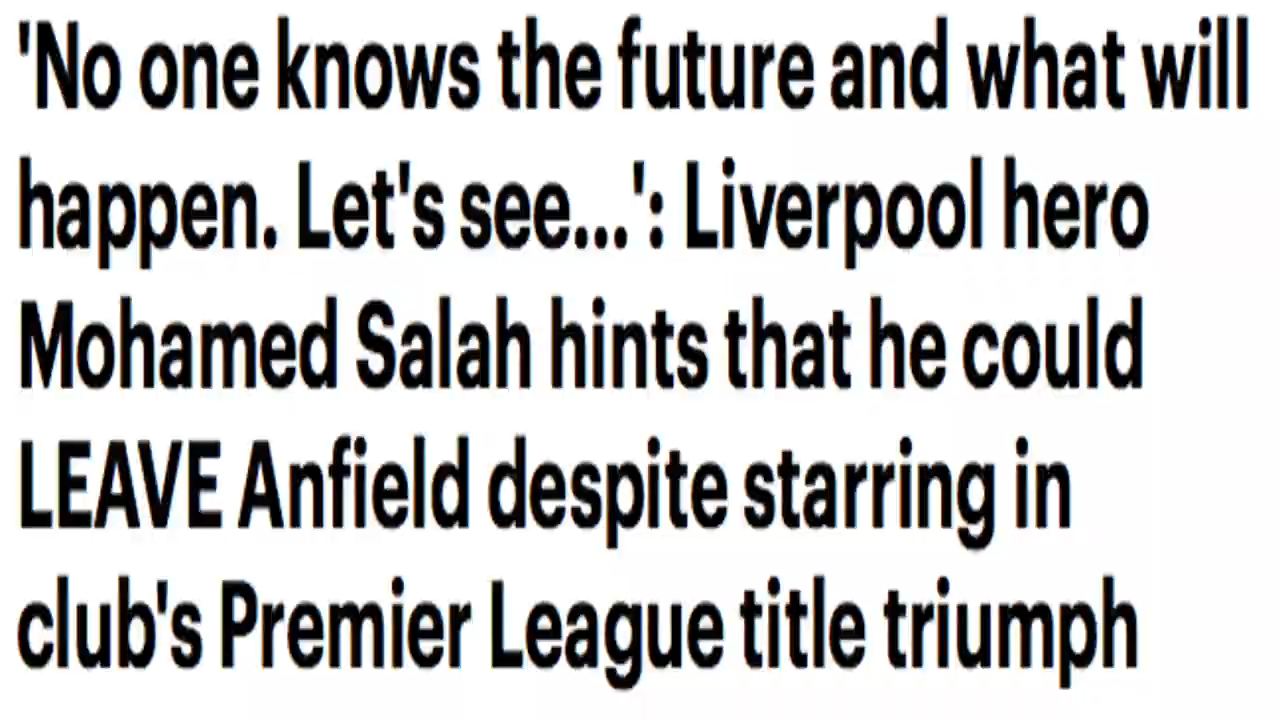 'No one knows the future and what will
happen. Let's see...': Liverpool hero
Mohamed Salah hints that he could
LEAVE Anfield despite starring in
club's Premier League title triumph